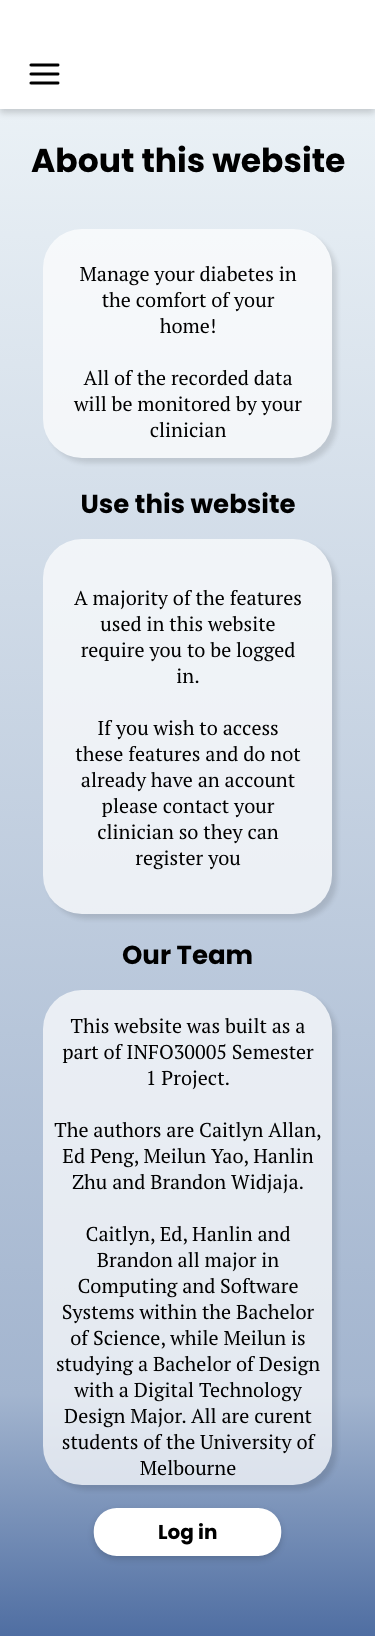 About this website
Manage your diabetes in
the comfort of your
home!
All of the recorded data
will be monitored by your
clinician
Use this website
A majority of the features
used in this website
require you to be logged
in.
If you wish to access
these features and do not
already have an account
please contact your
clinician so they can
register you
Our Team
This website was built as a
part of INFO30005 Semester
1 Project.
The authors are Caitlyn Allan,
Ed Peng, Meilun Yao, Hanlin
Zhu and Brandon Widjaja.
Caitlyn, Ed, Hanlin and
Brandon all major in
Computing and Software
Systems within the Bachelor
of Science, while Meilun is
studying a Bachelor of Design
with a Digital Technology
Design Major. All are curent
students of the University of
Melbourne
Log in